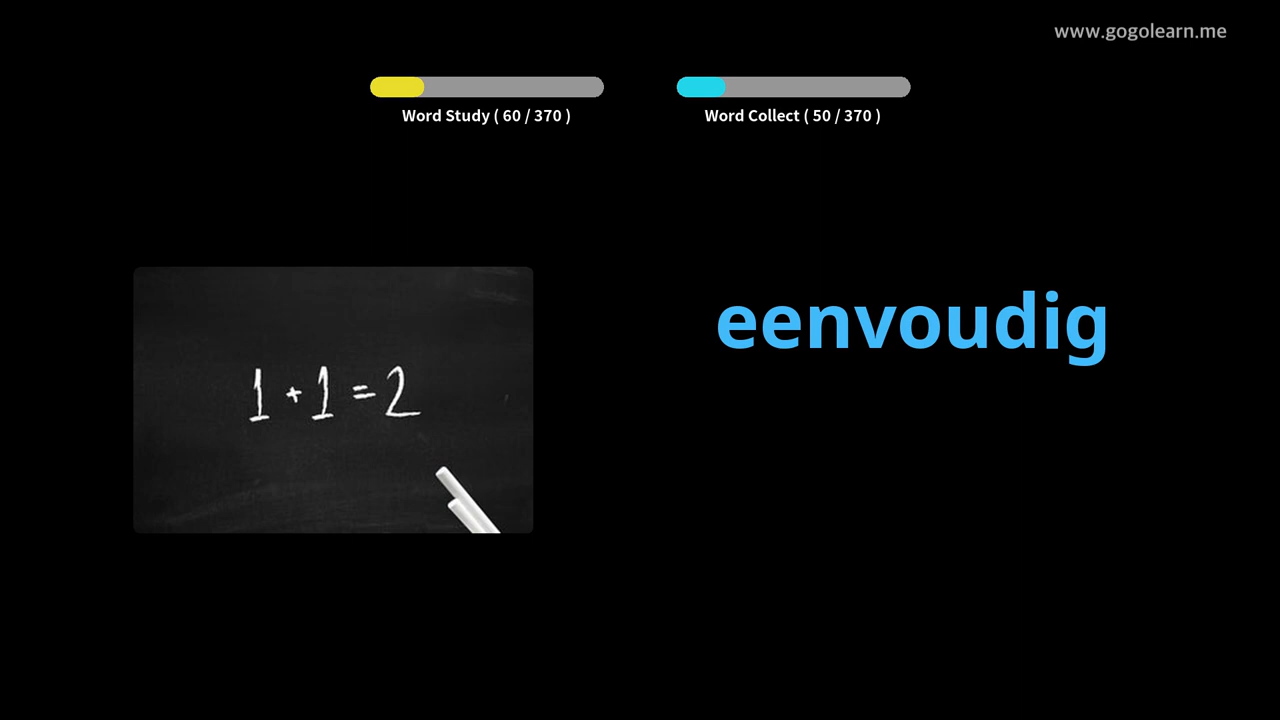 www.gogolearn.me
Word Study ( 60 / 370 )
Word Collect ( 50 / 370 )
eenvoudig
1 + 1 = 2